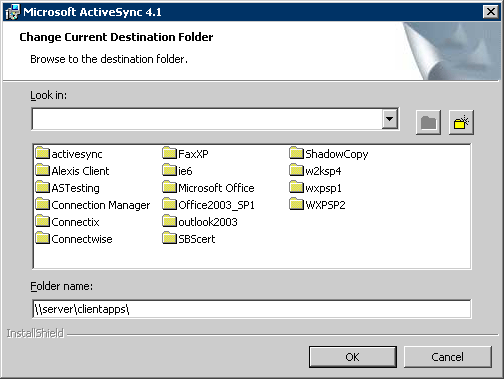 Microsoft ActiveSync 4.1
Change Current Destination Folder
Browse to the destination folder.
Look in:
activesync FaxXP ShadowCopy
Alexis Client ie6 w2ksp4
ASTesting Microsoft Office wxpsp1
Connection Manager Office2003_SP1 WXPSP2
Connectix outlook2003
Connectwise SBScert
Folder name:
\\server\clientapps\
InstallShield
OK Cancel